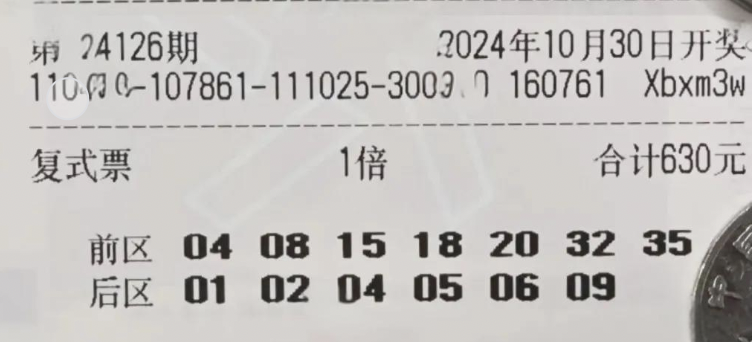 第 24126期 2024年10月30日开奖
-107861-111025- 160761 Xbxm3w
复式票 1倍 合计630元
前区 04 08 15 18 20 32 35
后区 01 02 04 05 06 09